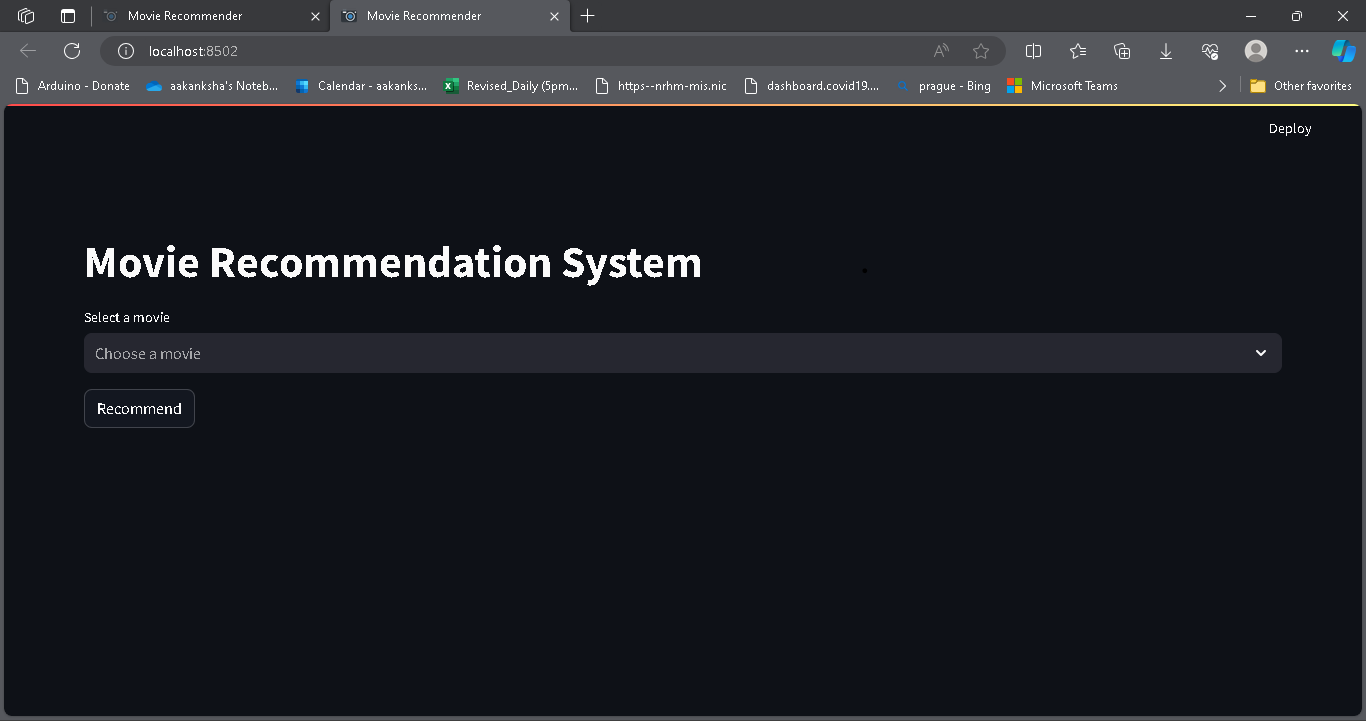 Movie Recommender
Movie Recommender
localhost:8502
Arduino - Donate
aakanksha's Noteb...
Calendar - aakanks...
Revised_Daily (5pm...
https--nrhm-mis.nic
dashboard.covid19....
prague - Bing
Microsoft Teams
Other favorites
Deploy
Movie Recommendation System
Select a movie
Choose a movie
Recommend